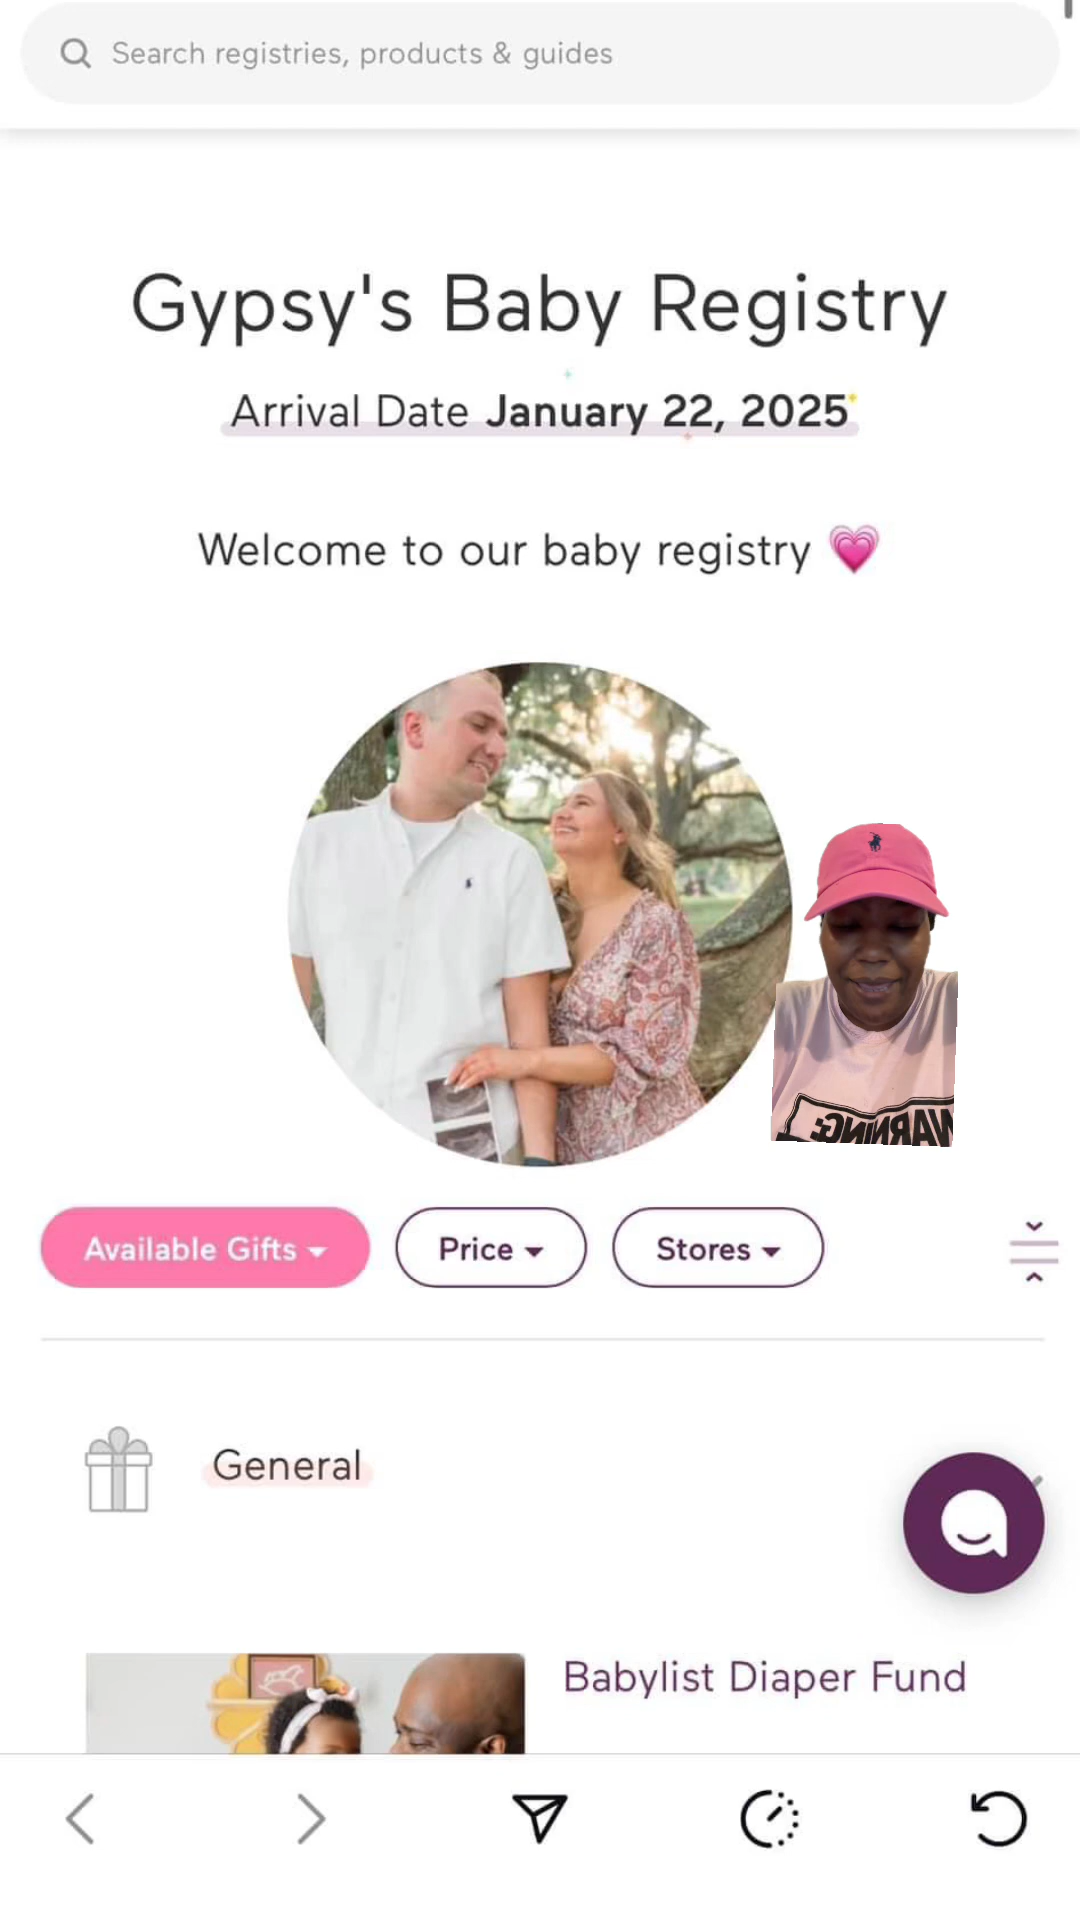 Search registries, products & guides
Gypsy's Baby Registry
Arrival Date January 22, 2025
Welcome to our baby registry 💗
WARNING:
Available Gifts
Price
Stores
General
Babylist Diaper Fund